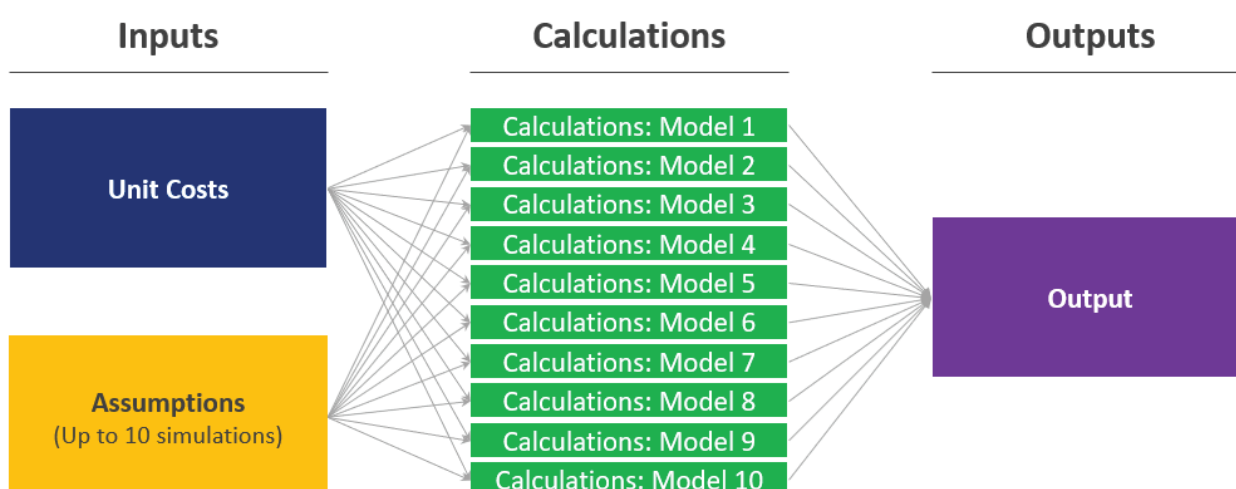 Inputs
Calculations
Outputs
Unit Costs
Assumptions
(Up to 10 simulations)
Calculations: Model 1
Calculations: Model 2
Calculations: Model 3
Calculations: Model 4
Calculations: Model 5
Calculations: Model 6
Calculations: Model 7
Calculations: Model 8
Calculations: Model 9
Calculations: Model 10
Output